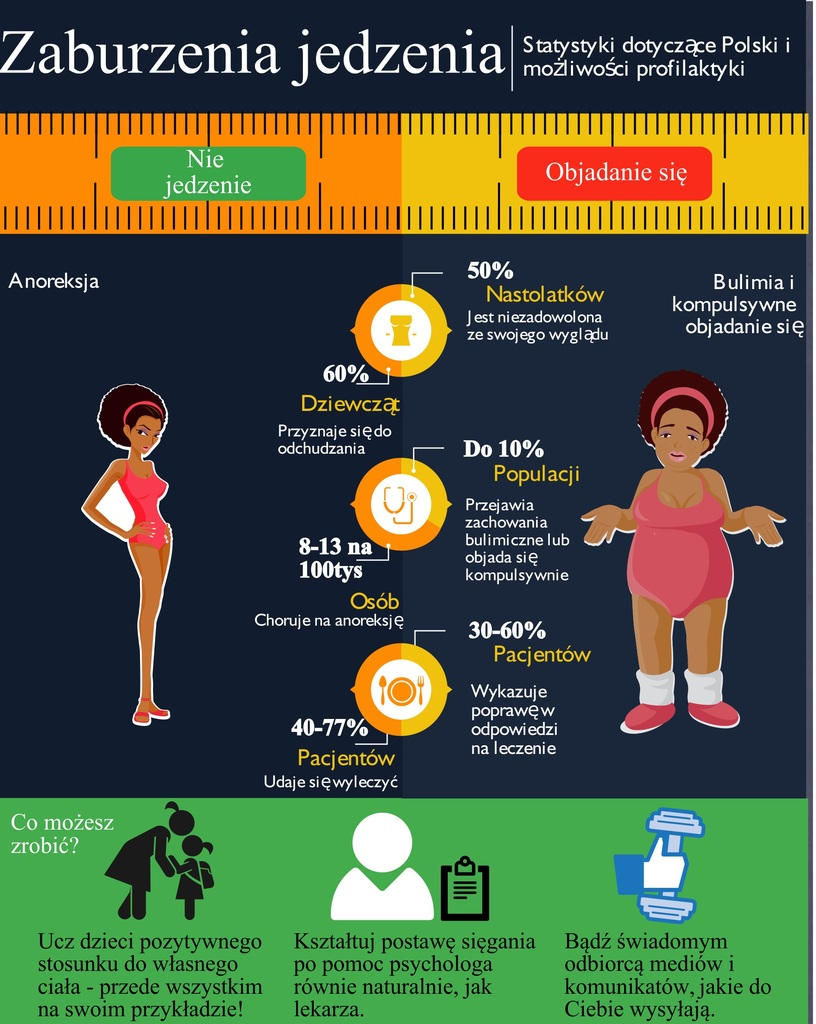 Zaburzenia jedzenia
Statystyki dotyczące Polski i
możliwości profilaktyki
Nie
jedzenie
Objadanie się
Anoreksja
Bulimia i
kompulsywne
objadanie się
50%
Nastolatków
Jest niezadowolona
ze swojego wyglądu
60%
Dziewcząt
Przyznaje się do
odchudzania
Do 10%
Populacji
Przejawia
zachowania
bulimiczne lub
objada się
kompulsywnie
8-13 na
100tys
Osób
Choruje na anoreksję
30-60%
Pacjentów
Wykazuje
poprawę w
odpowiedzi
na leczenie
40-77%
Pacjentów
Udaje się wyleczyć
Co możesz
zrobić?
Ucz dzieci pozytywnego
stosunku do własnego
ciała - przede wszystkim
na swoim przykładzie!
Kształtuj postawę sięgania
po pomoc psychologa
równie naturalnie, jak
lekarza.
Bądź świadomym
odbiorcą mediów i
komunikatów, jakie do
Ciebie wysyłają.